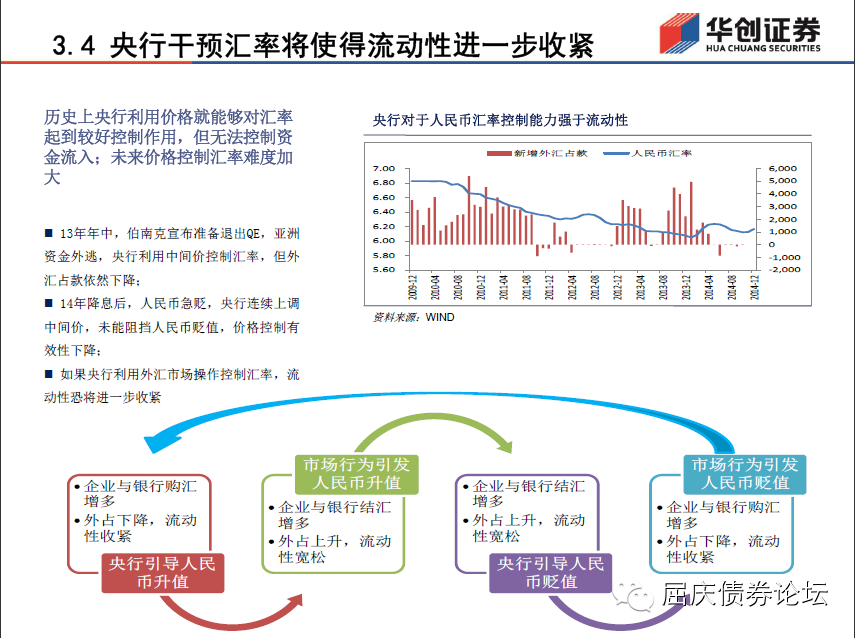 3.4 央行干预汇率将使得流动性进一步收紧
华创证券
HUA CHUANG SECURITIES
历史上央行利用价格就能够对汇率
起到较好控制作用，但无法控制资
金流入；未来价格控制汇率难度加
大
■ 13年年中，伯南克宣布准备退出QE，亚洲
资金外逃，央行利用中间价控制汇率，但外
汇占款依然下降；
■ 14年降息后，人民币急贬，央行连续上调
中间价，未能阻挡人民币贬值，价格控制有
效性下降；
■ 如果央行利用外汇市场操作控制汇率，流
动性恐将进一步收紧
央行对于人民币汇率控制能力强于流动性
新增外汇占款 人民币汇率
7.00
6.80
6.60
6.40
6.20
6.00
5.80
5.60
6,000
5,000
4,000
3,000
2,000
1,000
0
-1,000
-2,000
2009-12
2010-04
2010-08
2010-12
2011-04
2011-08
2011-12
2012-04
2012-08
2012-12
2013-04
2013-08
2013-12
2014-04
2014-08
2014-12
资料来源：WIND
• 企业与银行购汇
增多
• 外占下降，流动
性收紧
央行引导人民
币升值
市场行为引发
人民币升值
• 企业与银行结汇
增多
• 外占上升，流动
性宽松
• 企业与银行结汇
增多
• 外占上升，流动
性宽松
央行引导人民
币贬值
市场行为引发
人民币贬值
• 企业与银行购汇
增多
• 外占下降，流动
性收紧
屈庆债券论坛